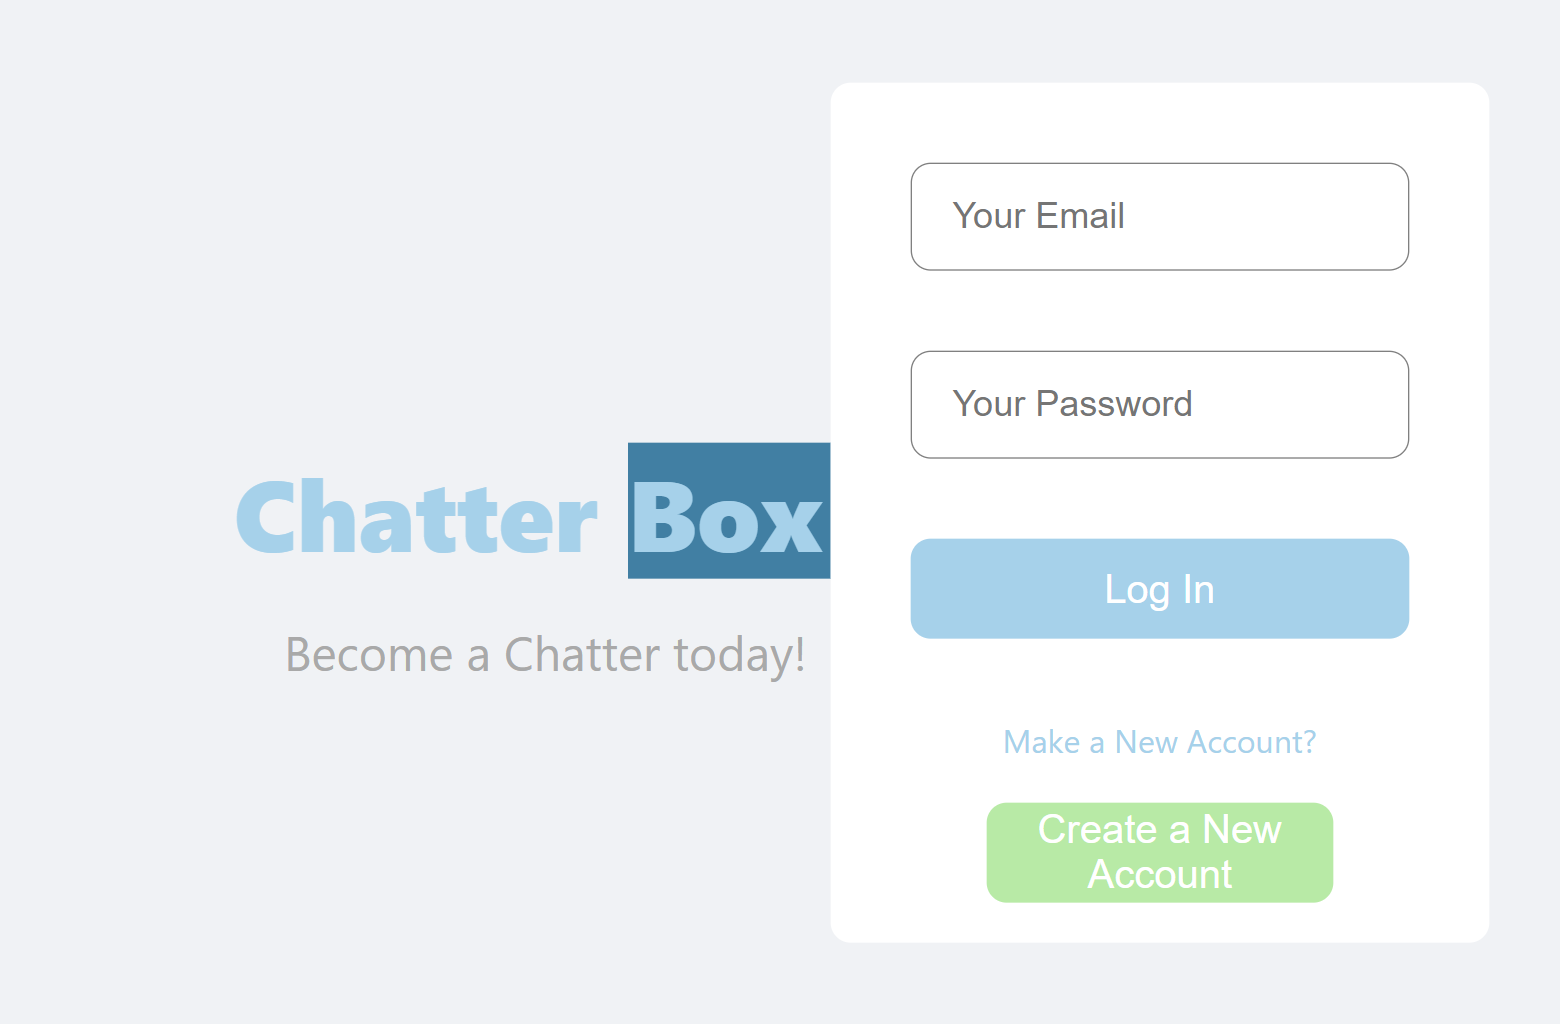 Chatter Box
Become a Chatter today!
Your Email
Your Password
Log In
Make a New Account?
Create a New
Account